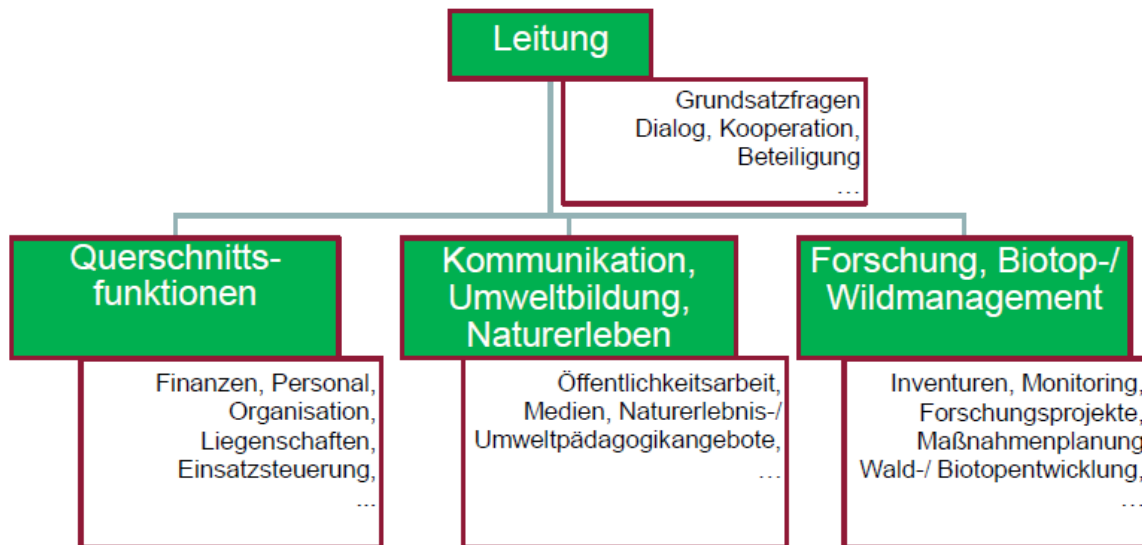 Leitung
Grundsatzfragen
Dialog, Kooperation,
Beteiligung
...
Querschnitts-
funktionen
Finanzen, Personal,
Organisation,
Liegenschaften,
Einsatzsteuerung,
...
Kommunikation,
Umweltbildung,
Naturerleben
Öffentlichkeitsarbeit,
Medien, Naturerlebnis-/
Umweltpädagogikangebote,
...
Forschung, Biotop-/
Wildmanagement
Inventuren, Monitoring,
Forschungsprojekte,
Maßnahmenplanung
Wald-/ Biotopentwicklung,
...